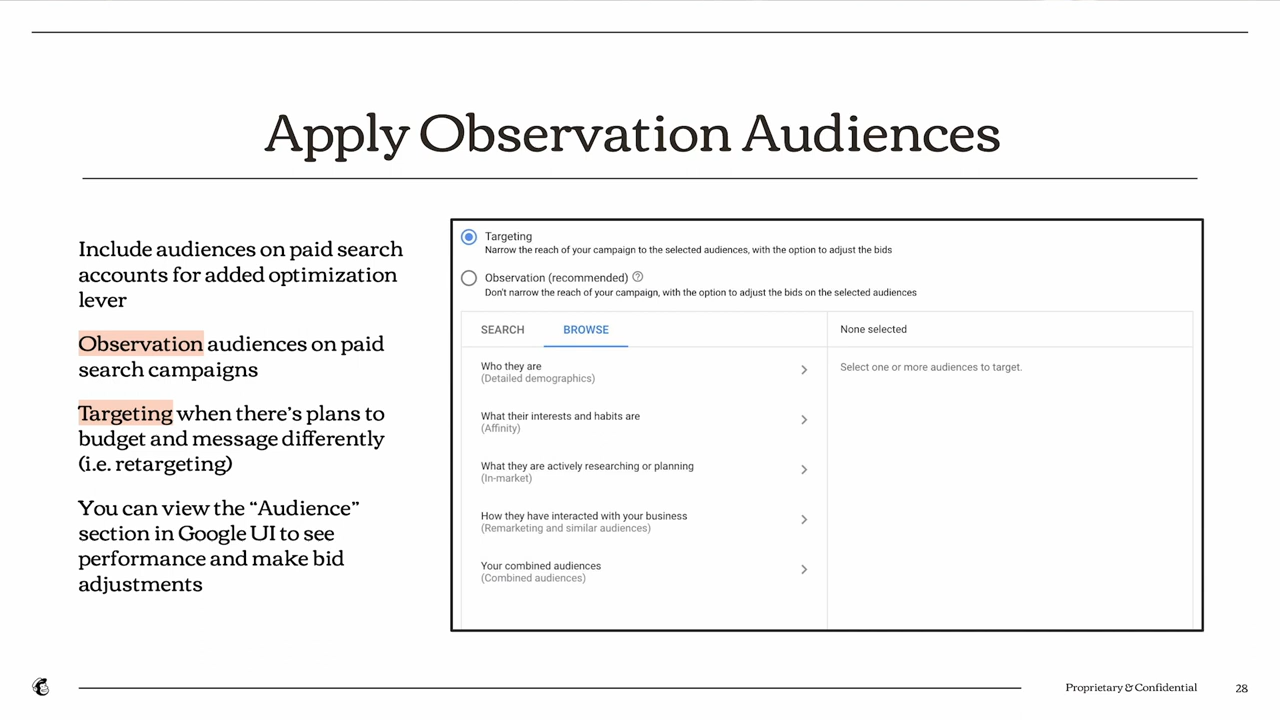 Apply Observation Audiences
Include audiences on paid search
accounts for added optimization
lever
Observation audiences on paid
search campaigns
Targeting when there’s plans to
budget and message differently
(i.e. retargeting)
You can view the “Audience”
section in Google UI to see
performance and make bid
adjustments
Targeting
Narrow the reach of your campaign to the selected audiences, with the option to adjust the bids
Observation (recommended) ?
Don't narrow the reach of your campaign, with the option to adjust the bids on the selected audiences
SEARCH BROWSE
None selected
Who they are
(Detailed demographics)
Select one or more audiences to target.
What their interests and habits are
(Affinity)
What they are actively researching or planning
(In-market)
How they have interacted with your business
(Remarketing and similar audiences)
Your combined audiences
(Combined audiences)
Proprietary & Confidential
28